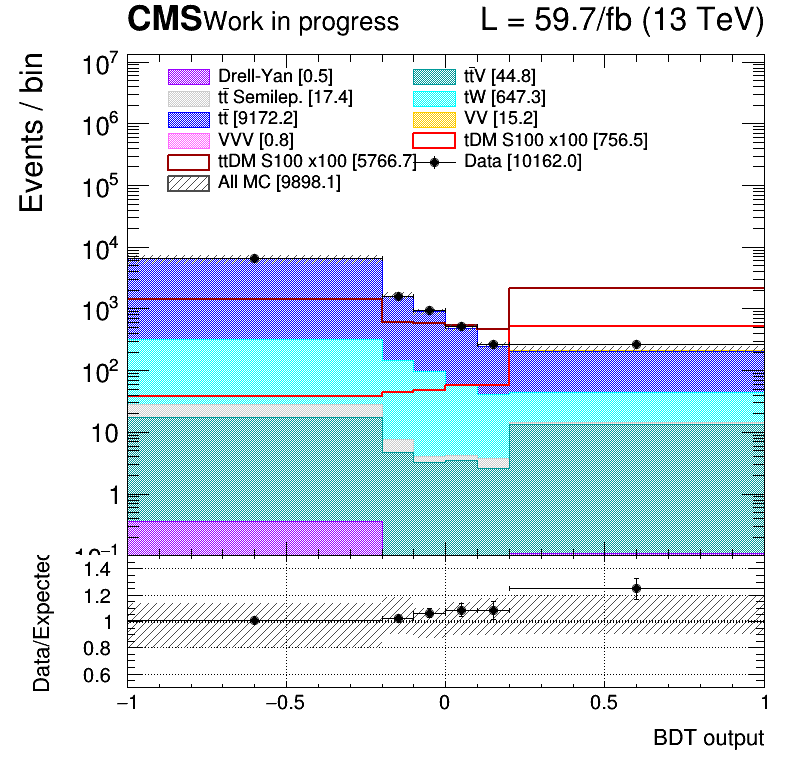 CMS Work in progress L = 59.7/fb (13 TeV)
Events / bin
10⁷
10⁶
10⁵
10⁴
10³
10²
10
1
10⁻¹
Drell-Yan [0.5] tt̄V [44.8]
tt̄ Semilep. [17.4] tW [647.3]
tt̄ [9172.2] VV [15.2]
VVV [0.8] tDM S100 x100 [756.5]
ttDM S100 x100 [5766.7] Data [10162.0]
All MC [9898.1]
Data/Expected
1.4
1.2
1
0.8
0.6
−1 −0.5 0 0.5 1
BDT output